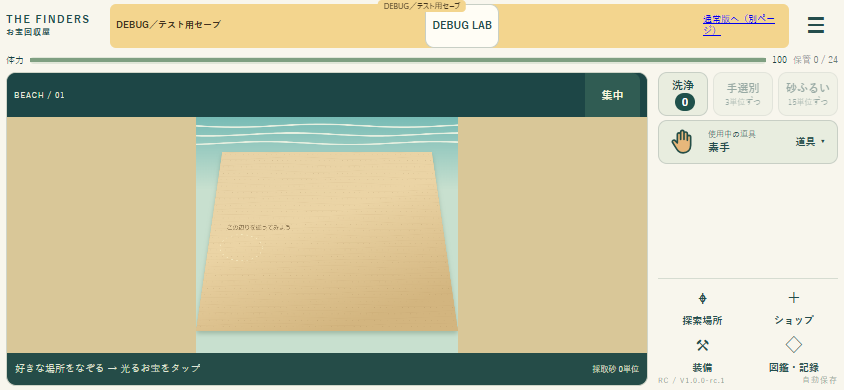 THE FINDERS
お宝回収屋
DEBUG／テスト用セーブ
DEBUG／テスト用セーブ
DEBUG LAB
通常版へ（別ペー
ジ）
体力
100 保管 0 / 24
BEACH / 01
集中
洗浄
0
手選別
3単位ずつ
砂ふるい
15単位ずつ
使用中の道具
素手
道具
この辺りを掘ってみよう
探索場所
ショップ
装備
図鑑・記録
好きな場所をなぞる → 光るお宝をタップ
採取砂 0単位
RC / V1.0.0-rc.1
自動保存